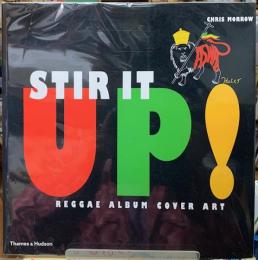 CHRIS MORROW
STIR IT
UP!
REGGAE ALBUM COVER ART
Thames & Hudson